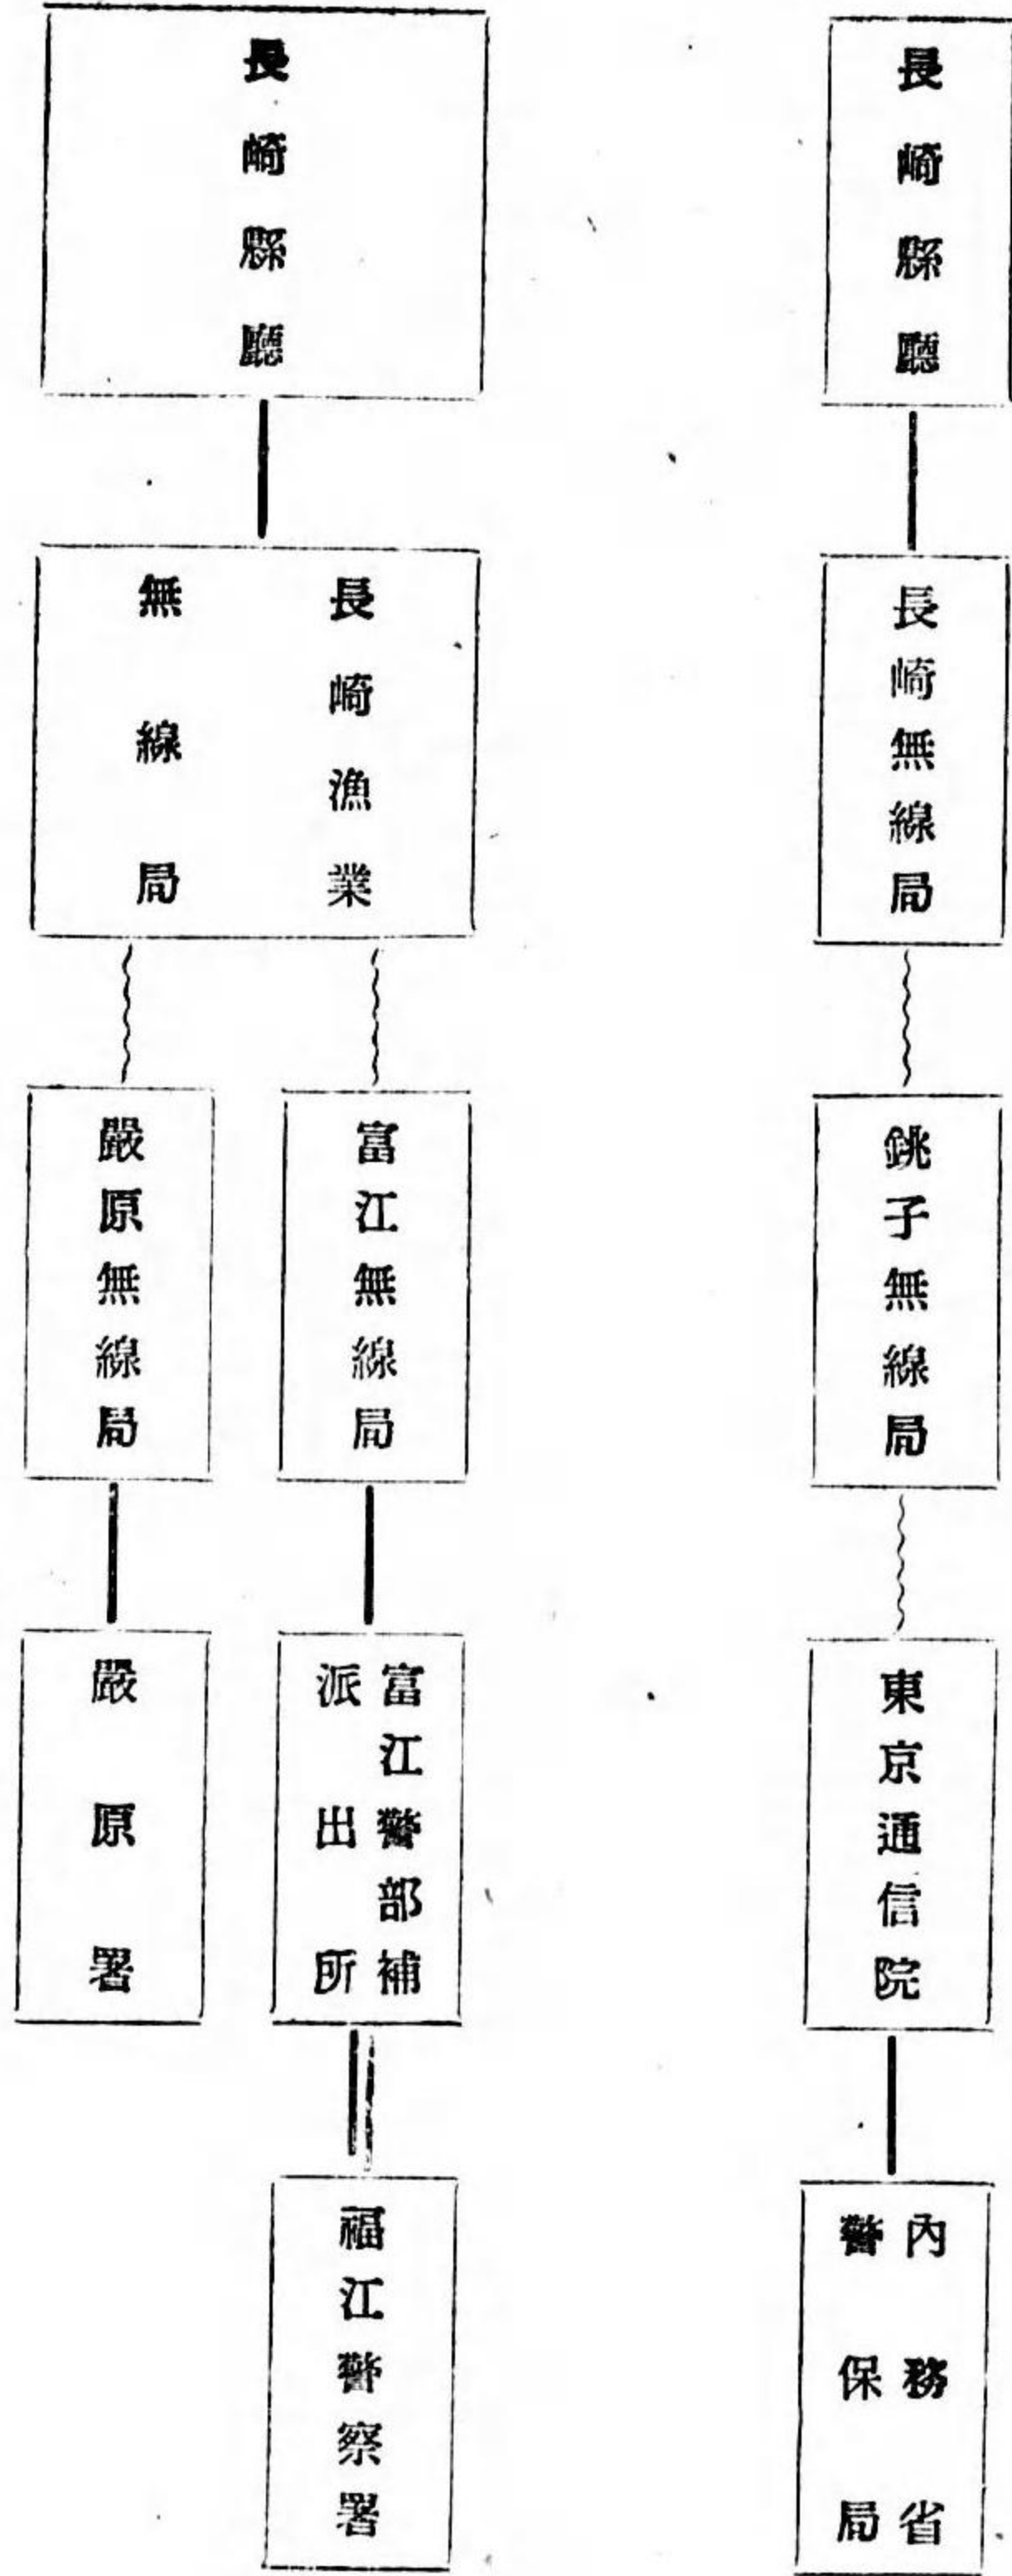 長崎縣廳
長崎無線局
銚子無線局
東京通信院
內務省
警保局
長崎縣廳
長崎漁業
無線局
富江無線局
富江警部補
派出所
福江警察署
嚴原無線局
嚴原署